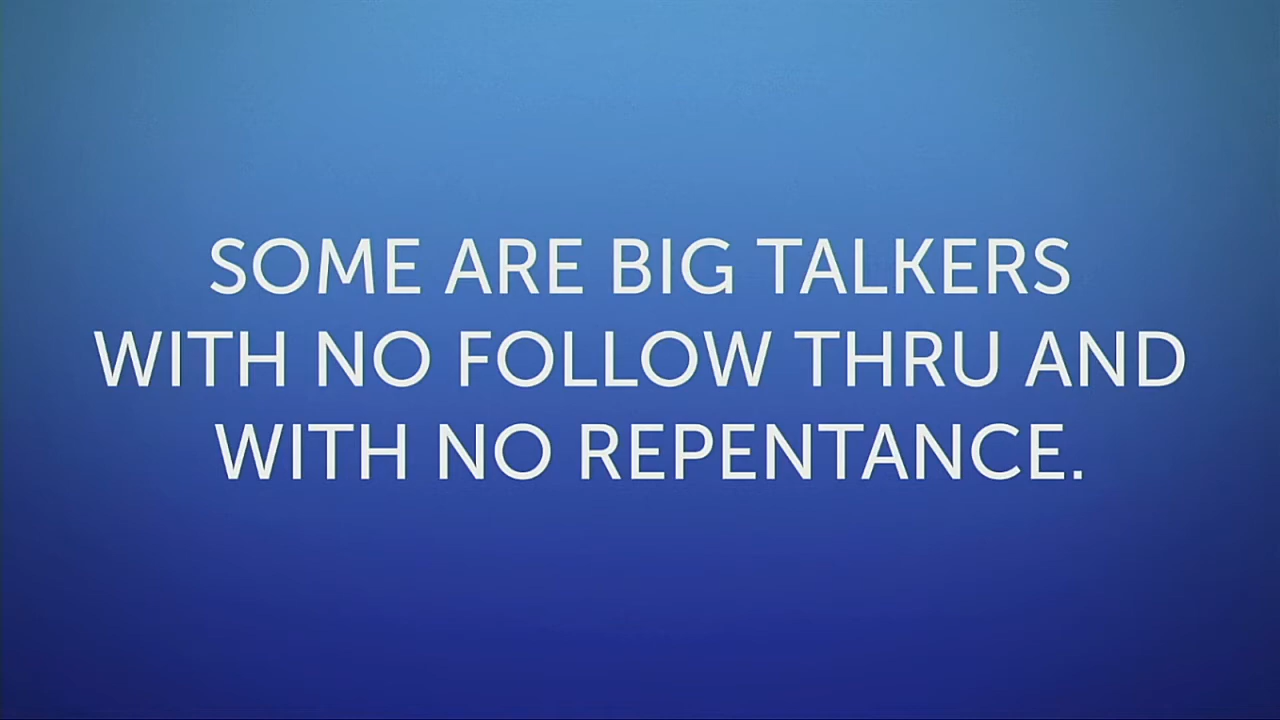 SOME ARE BIG TALKERS
WITH NO FOLLOW THRU AND
WITH NO REPENTANCE.